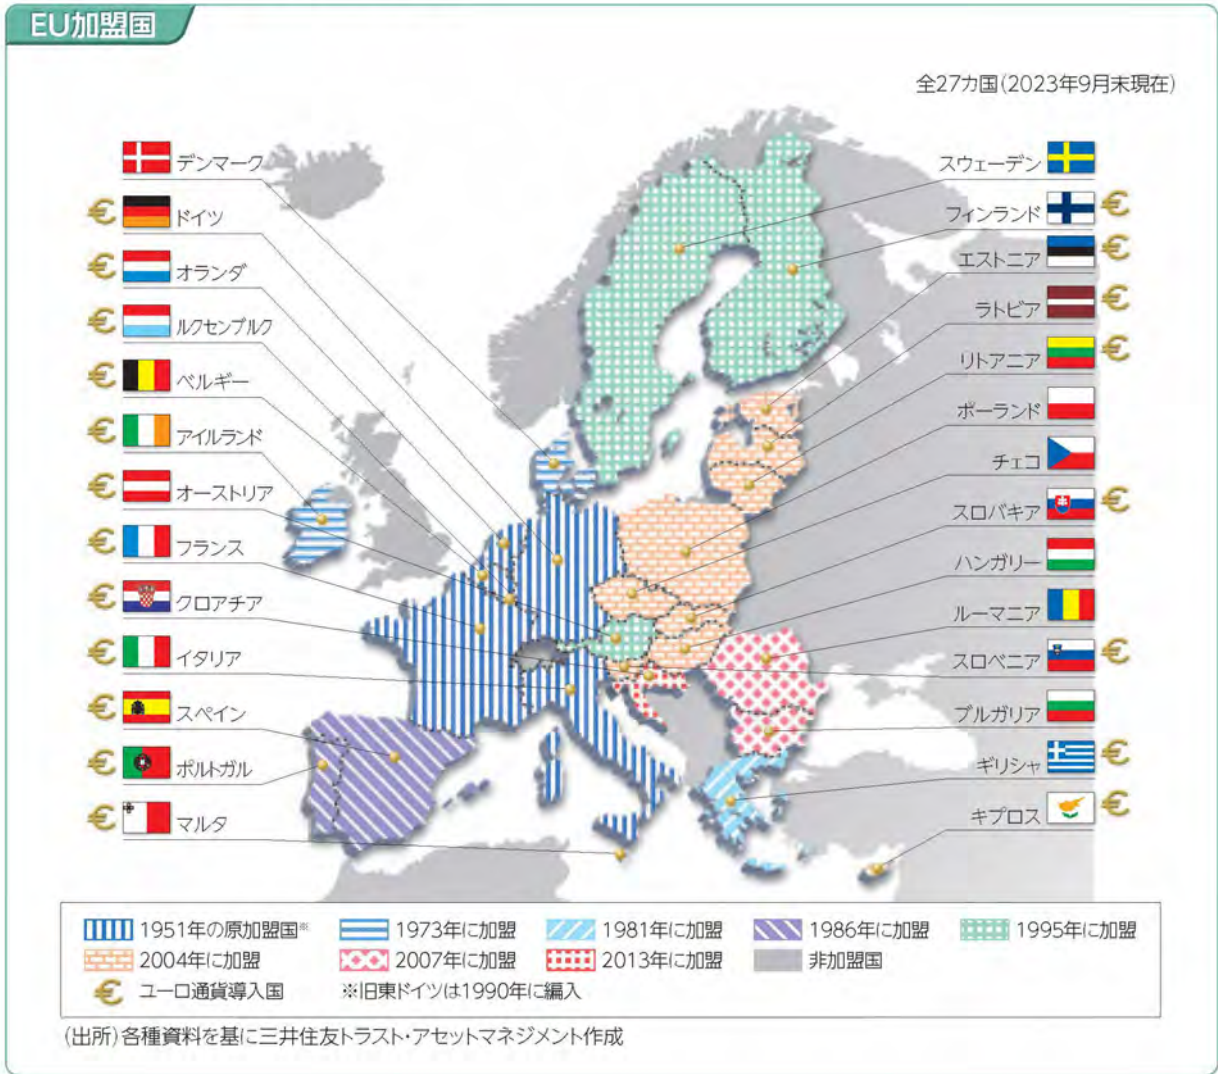 EU加盟国
全27カ国(2023年9月末現在)
デンマーク
€ ドイツ
€ オランダ
€ ルクセンブルク
€ ベルギー
€ アイルランド
€ オーストリア
€ フランス
€ クロアチア
€ イタリア
€ スペイン
€ ポルトガル
€ マルタ
スウェーデン
フィンランド €
エストニア €
ラトビア €
リトアニア €
ポーランド
チェコ
スロバキア €
ハンガリー
ルーマニア
スロベニア €
ブルガリア
ギリシャ €
キプロス €
1951年の原加盟国※ 1973年に加盟 1981年に加盟 1986年に加盟 1995年に加盟
2004年に加盟 2007年に加盟 2013年に加盟 非加盟国
€ ユーロ通貨導入国 ※旧東ドイツは1990年に編入
(出所)各種資料を基に三井住友トラスト・アセットマネジメント作成